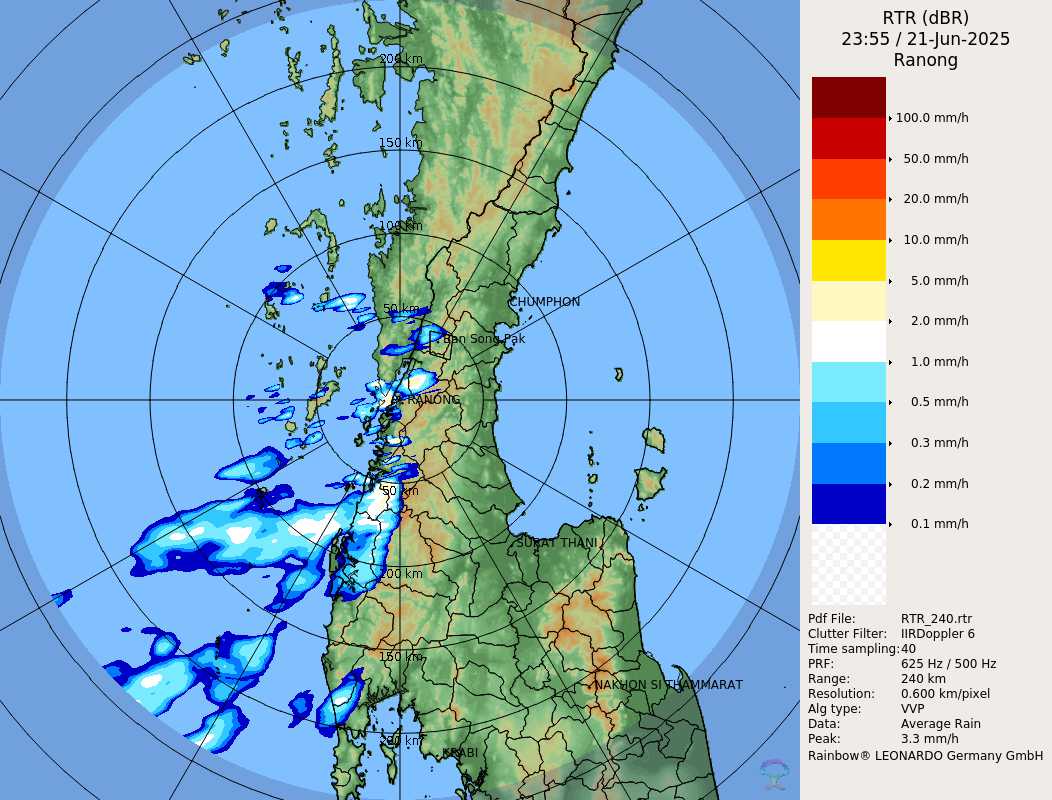 RTR (dBR)
23:55 / 21-Jun-2025
Ranong
100.0 mm/h
50.0 mm/h
20.0 mm/h
10.0 mm/h
5.0 mm/h
2.0 mm/h
1.0 mm/h
0.5 mm/h
0.3 mm/h
0.2 mm/h
0.1 mm/h
Pdf File: RTR_240.rtr
Clutter Filter: IIRDoppler 6
Time sampling:40
PRF: 625 Hz / 500 Hz
Range: 240 km
Resolution: 0.600 km/pixel
Alg type: VVP
Data: Average Rain
Peak: 3.3 mm/h
Rainbow® LEONARDO Germany GmbH
200 km
150 km
100 km
50 km
CHUMPHON
Ban Song Pak
RANONG
50 km
SURAT THANI
100 km
150 km
NAKHON SI THAMMARAT
200 km
KRABI